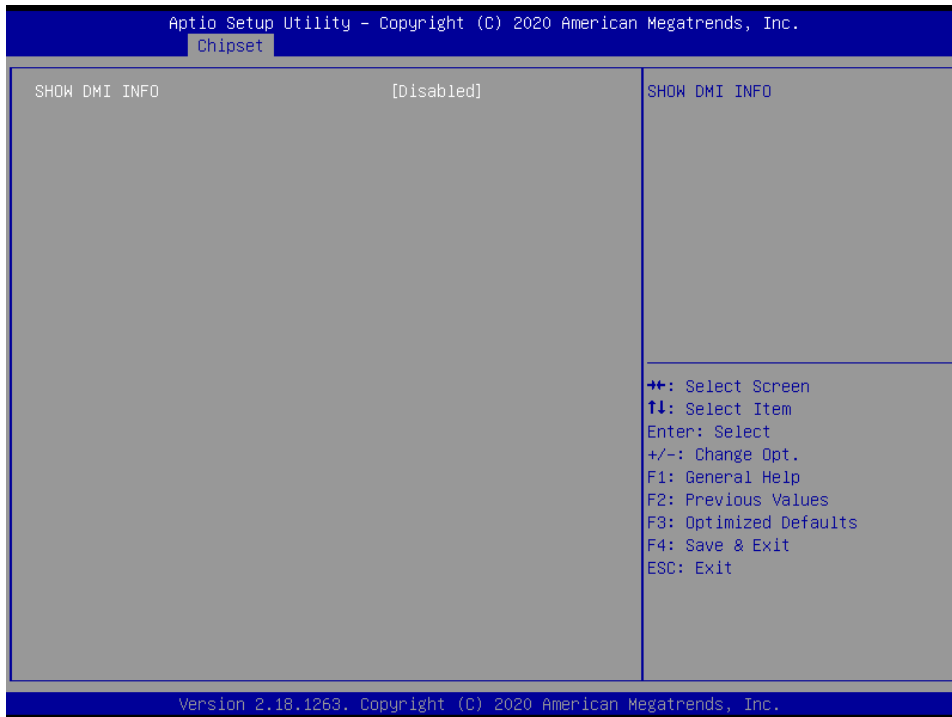 Aptio Setup Utility – Copyright (C) 2020 American Megatrends, Inc.
Chipset
SHOW DMI INFO [Disabled]
SHOW DMI INFO
→←: Select Screen
↑↓: Select Item
Enter: Select
+/-: Change Opt.
F1: General Help
F2: Previous Values
F3: Optimized Defaults
F4: Save & Exit
ESC: Exit
Version 2.18.1263. Copyright (C) 2020 American Megatrends, Inc.